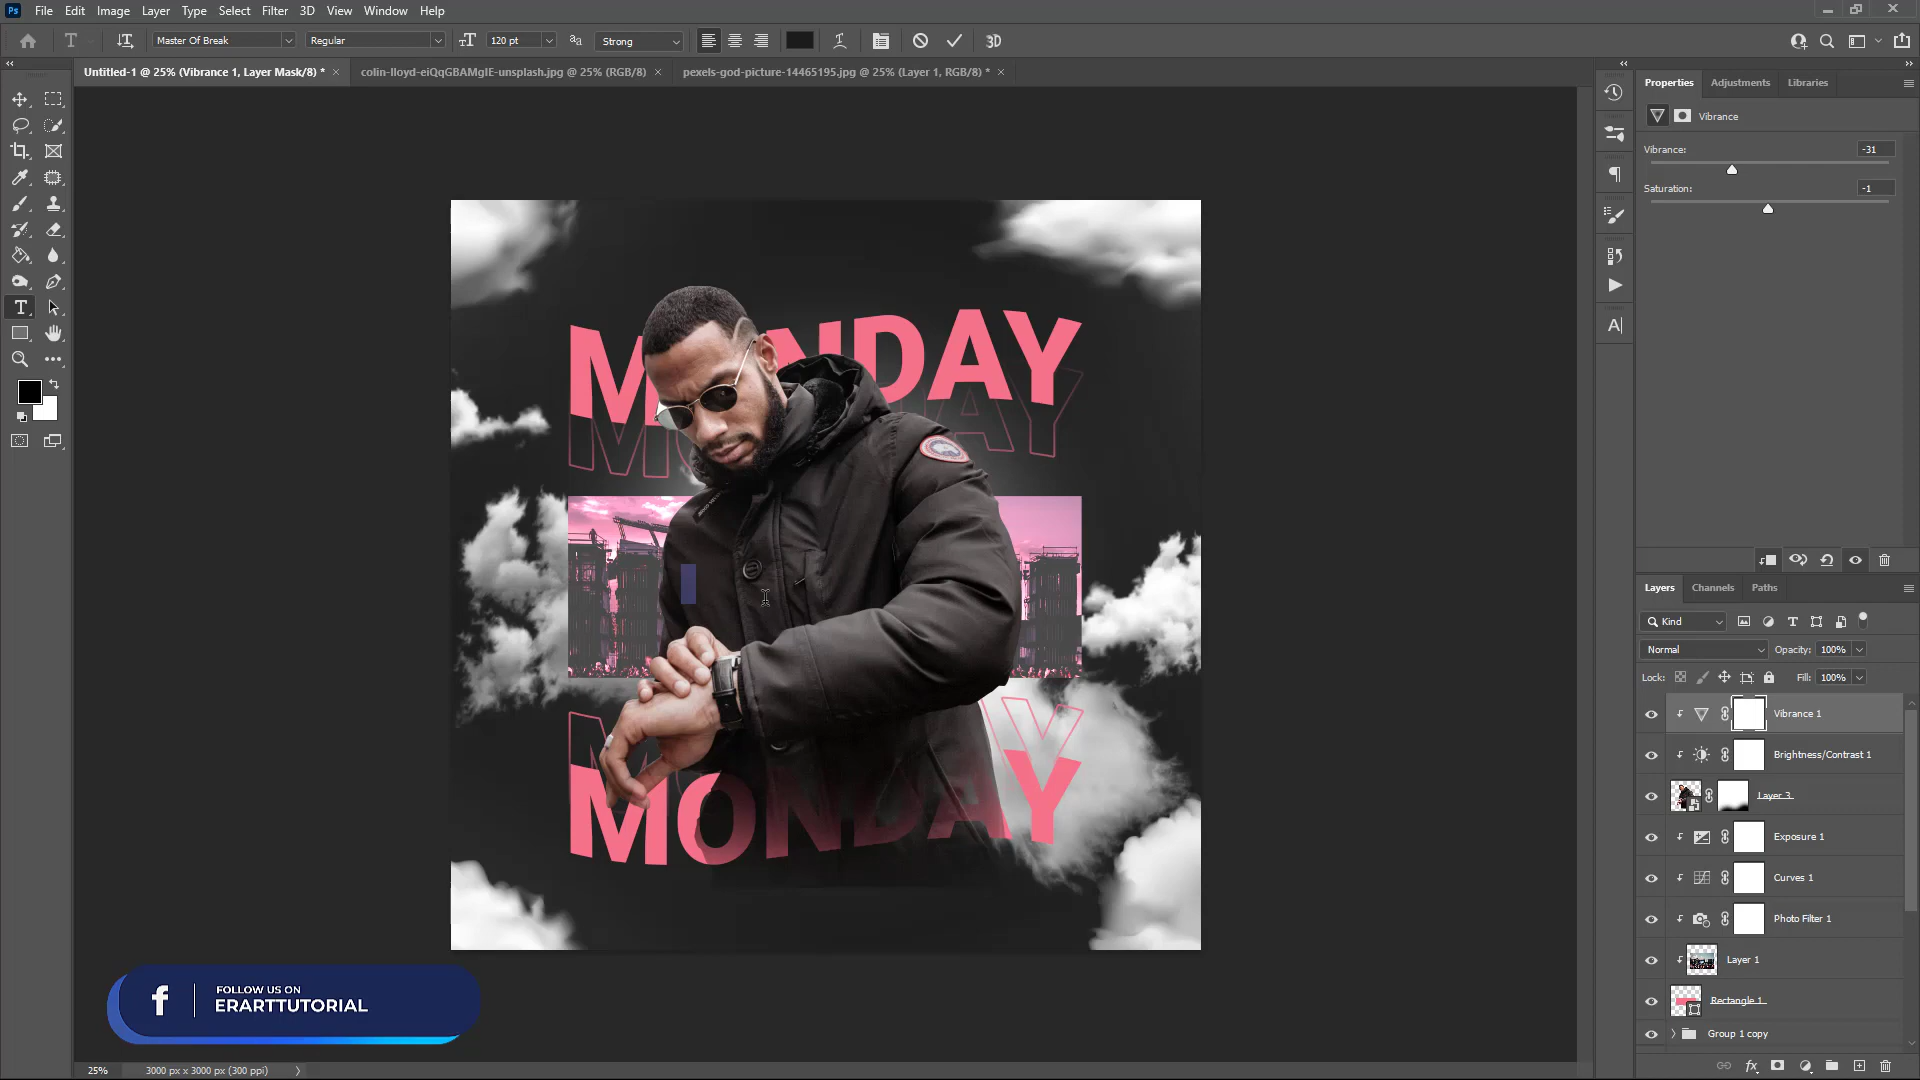 Ps File Edit Image Layer Type Select Filter 3D View Window Help
Master Of Break Regular 120 pt Strong 3D
Untitled-1 @ 25% (Vibrance 1, Layer Mask/8) * × colin-lloyd-eiQqGBAMgIE-unsplash.jpg @ 25% (RGB/8) × pexels-god-picture-14465195.jpg @ 25% (Layer 1, RGB/8) * ×
Properties Adjustments Libraries
Vibrance
Vibrance: -31
Saturation: -1
MONDAY
MONDAY
FOLLOW US ON
ERARTTUTORIAL
Layers Channels Paths
Kind
Normal Opacity: 100%
Lock: Fill: 100%
Vibrance 1
Brightness/Contrast 1
Layer 3
Exposure 1
Curves 1
Photo Filter 1
Layer 1
Rectangle 1
Group 1 copy
25% 3000 px x 3000 px (300 ppi)